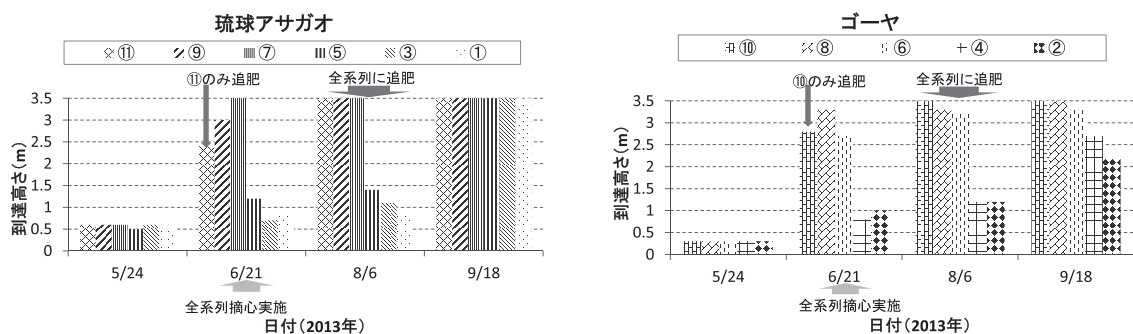 琉球アサガオ
⑪ ⑨ ⑦ ⑤ ③ ①
⑪のみ追肥
全系列に追肥
到達高さ(m)
3.5
3
2.5
2
1.5
1
0.5
0
5/24 6/21 8/6 9/18
全系列摘心実施
日付(2013年)
ゴーヤ
⑩ ⑧ ⑥ ④ ②
⑩のみ追肥
全系列に追肥
到達高さ(m)
3.5
3
2.5
2
1.5
1
0.5
0
5/24 6/21 8/6 9/18
全系列摘心実施
日付(2013年)